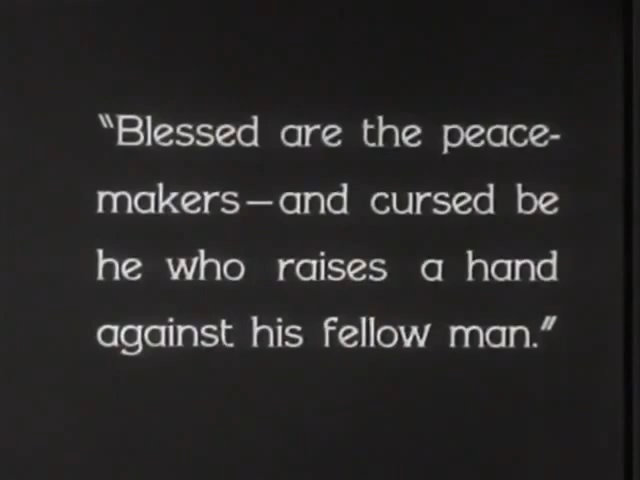 "Blessed are the peace-
makers—and cursed be
he who raises a hand
against his fellow man."